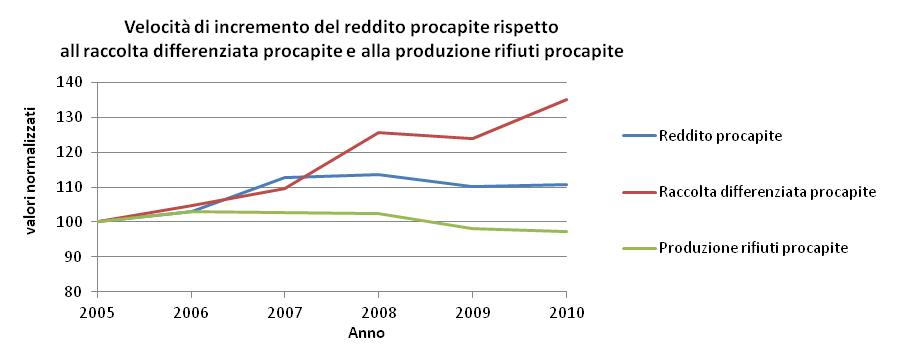 Velocità di incremento del reddito procapite rispetto
all raccolta differenziata procapite e alla produzione rifiuti procapite
valori normalizzati
140
130
120
110
100
90
80
2005 2006 2007 2008 2009 2010
Anno
Reddito procapite
Raccolta differenziata procapite
Produzione rifiuti procapite